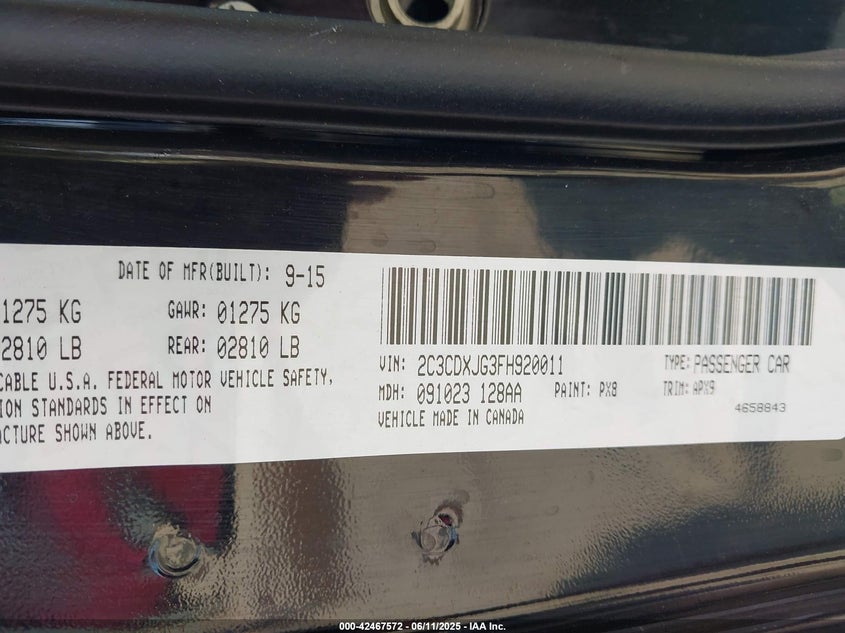 DATE OF MFR(BUILT): 9-15
1275 KG GAWR: 01275 KG
2810 LB REAR: 02810 LB
CABLE U.S.A. FEDERAL MOTOR VEHICLE SAFETY,
ION STANDARDS IN EFFECT ON
ACTURE SHOWN ABOVE.
VIN: 2C3CDXJG3FH920011 TYPE: PASSENGER CAR
MDH: 091023 128AA PAINT: PX8 TRIM: APX9
VEHICLE MADE IN CANADA 4658843
000-42467572 - 06/11/2025 - IAA Inc.